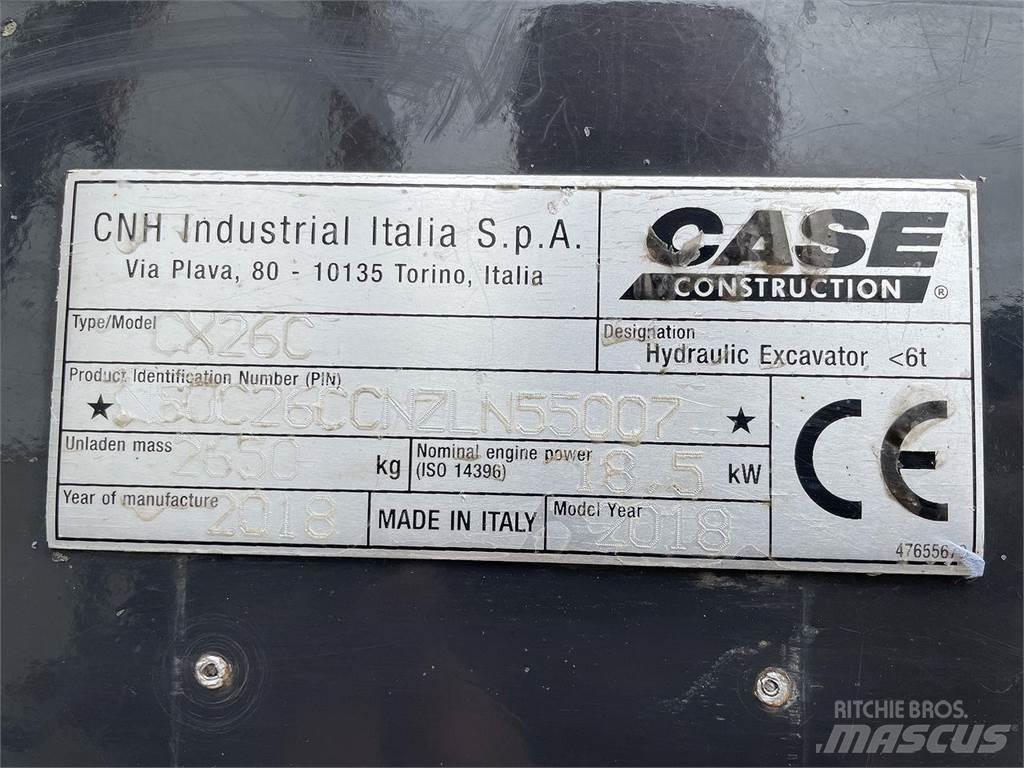 CNH Industrial Italia S.p.A.
Via Plava, 80 - 10135 Torino, Italia
CASE
CONSTRUCTION ®
Type/Model CX26C
Designation
Hydraulic Excavator <6t
Product Identification Number (PIN)
★ ★
Unladen mass 2650 kg
Nominal engine power
(ISO 14396) 18.5 kW
CE
Year of manufacture 2018
MADE IN ITALY
Model Year 2018
RITCHIE BROS.
MASCUS